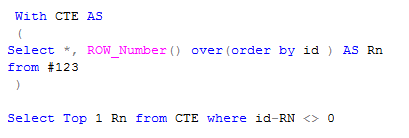 With CTE AS
(
Select *, ROW_Number() over(order by id ) AS Rn
from #123
)
Select Top 1 Rn from CTE where id-RN <> 0